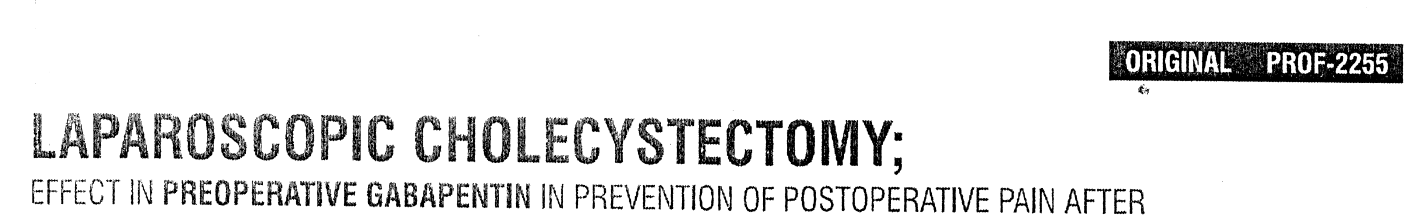 ORIGINAL PROF-2255
LAPAROSCOPIC CHOLECYSTECTOMY;
EFFECT IN PREOPERATIVE GABAPENTIN IN PREVENTION OF POSTOPERATIVE PAIN AFTER